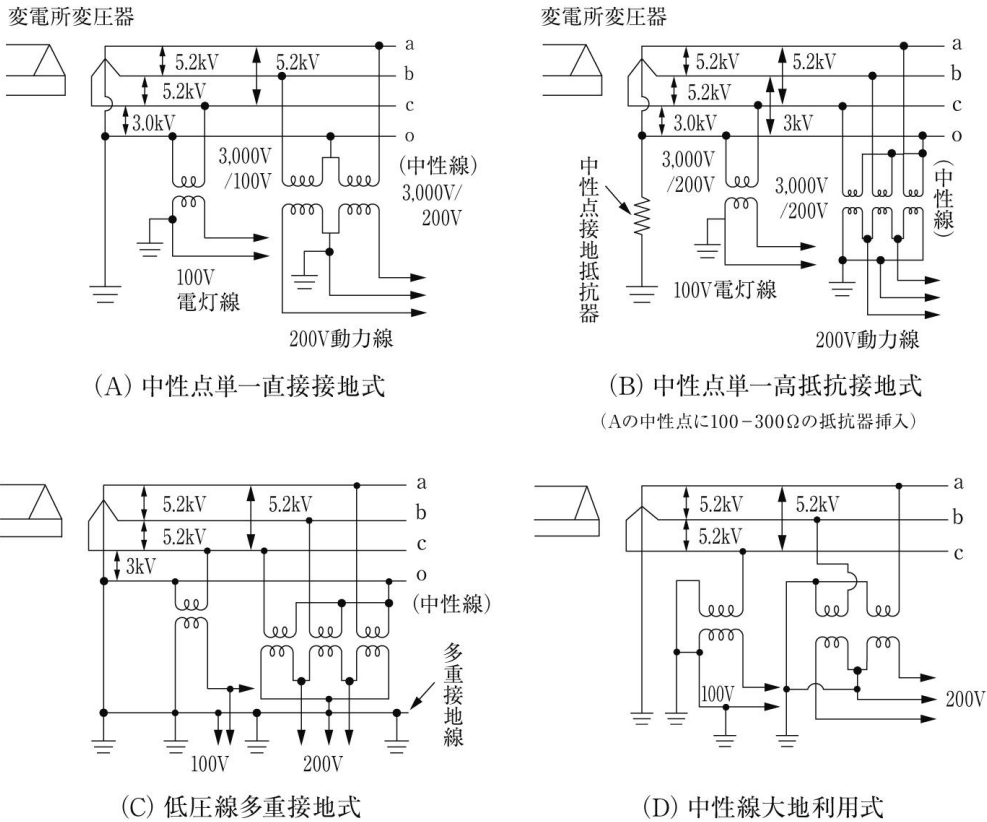 変電所変圧器
a
5.2kV
5.2kV
b
5.2kV
c
3.0kV
o
3,000V
/100V
(中性線)
3,000V/
200V
100V
電灯線
200V動力線
(A) 中性点単一直接接地式
変電所変圧器
a
5.2kV
5.2kV
b
5.2kV
c
3.0kV
3kV
o
中性点接地抵抗器
3,000V
/200V
3,000V
/200V
(中性線)
100V電灯線
200V動力線
(B) 中性点単一高抵抗接地式
(Aの中性点に100−300Ωの抵抗器挿入)
a
5.2kV
5.2kV
b
5.2kV
c
3kV
o
(中性線)
多重接地線
100V
200V
(C) 低圧線多重接地式
a
5.2kV
5.2kV
b
5.2kV
c
100V
200V
(D) 中性線大地利用式